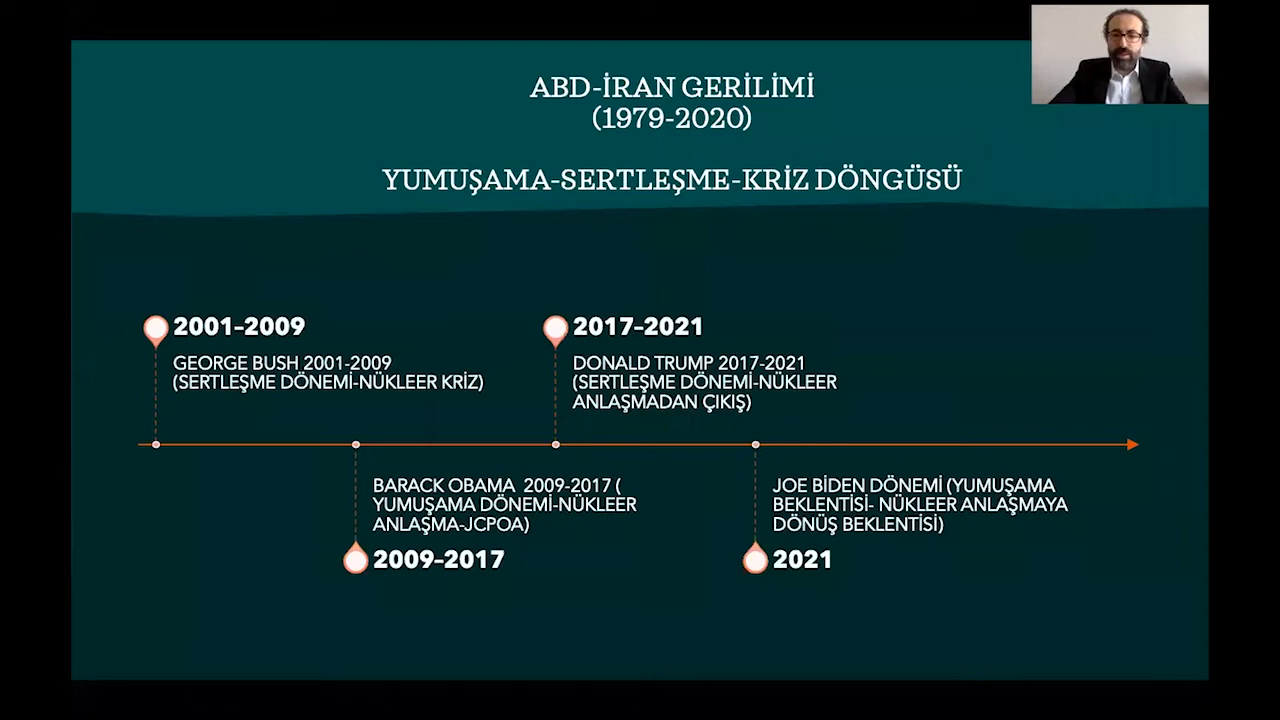 ABD-İRAN GERİLİMİ
(1979-2020)
YUMUŞAMA-SERTLEŞME-KRİZ DÖNGÜSÜ
2001–2009
GEORGE BUSH 2001-2009
(SERTLEŞME DÖNEMİ-NÜKLEER KRİZ)
2017–2021
DONALD TRUMP 2017-2021
(SERTLEŞME DÖNEMİ-NÜKLEER
ANLAŞMADAN ÇIKIŞ)
BARACK OBAMA  2009-2017 (
YUMUŞAMA DÖNEMİ-NÜKLEER
ANLAŞMA-JCPOA)
2009–2017
JOE BİDEN DÖNEMİ (YUMUŞAMA
BEKLENTİSİ- NÜKLEER ANLAŞMAYA
DÖNÜŞ BEKLENTİSİ)
2021